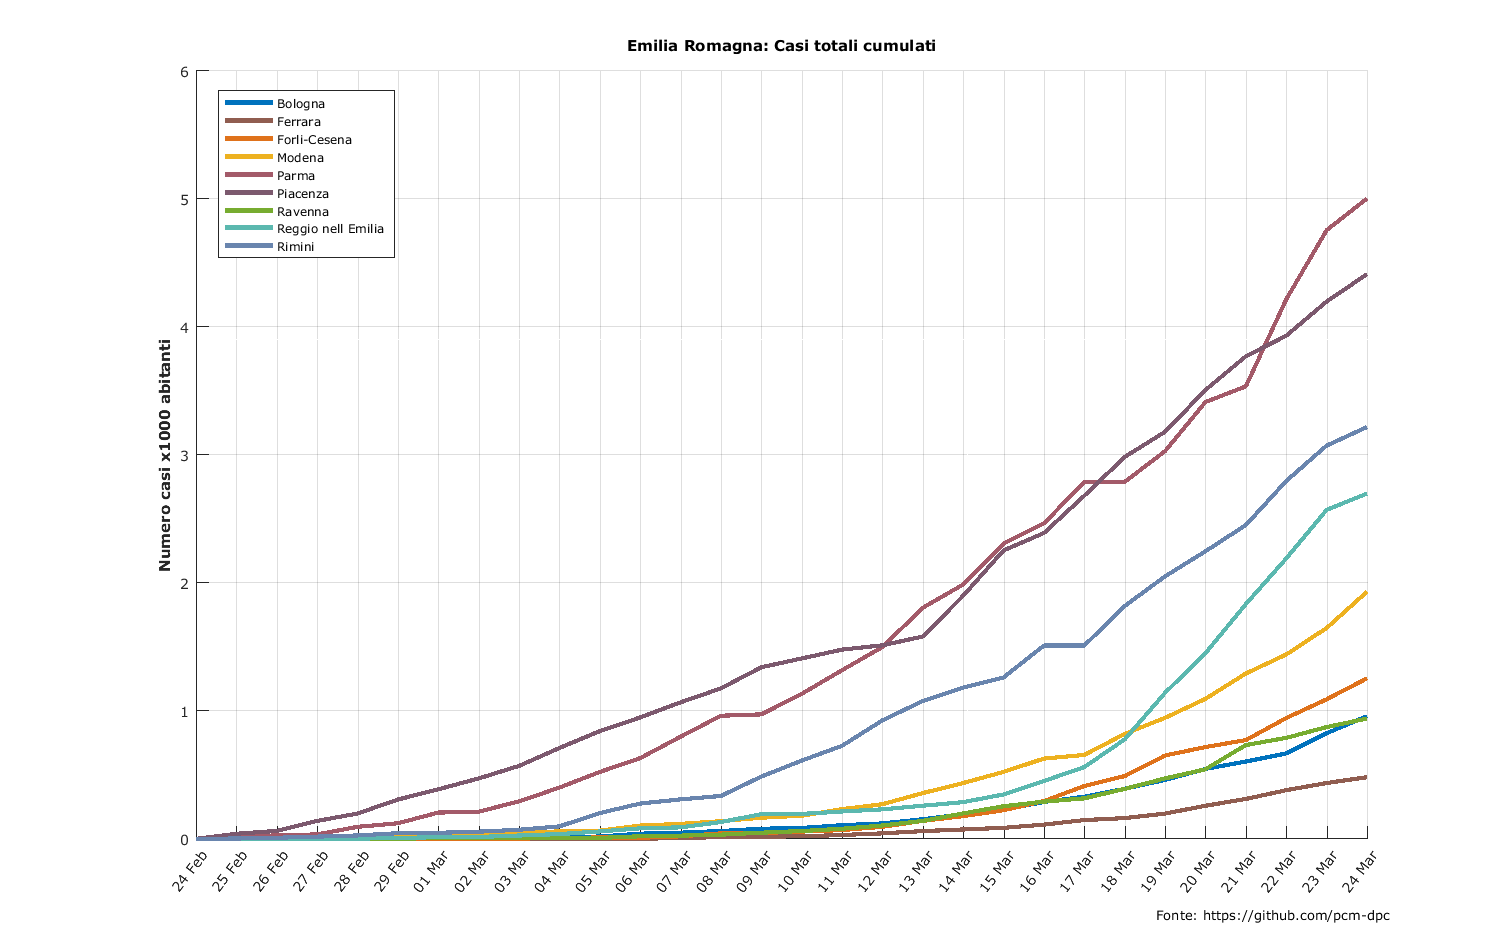 Emilia Romagna: Casi totali cumulati
6
5
4
3
2
1
0
Numero casi x1000 abitanti
Bologna
Ferrara
Forlì-Cesena
Modena
Parma
Piacenza
Ravenna
Reggio nell Emilia
Rimini
24 Feb
25 Feb
26 Feb
27 Feb
28 Feb
29 Feb
01 Mar
02 Mar
03 Mar
04 Mar
05 Mar
06 Mar
07 Mar
08 Mar
09 Mar
10 Mar
11 Mar
12 Mar
13 Mar
14 Mar
15 Mar
16 Mar
17 Mar
18 Mar
19 Mar
20 Mar
21 Mar
22 Mar
23 Mar
24 Mar
Fonte: https://github.com/pcm-dpc